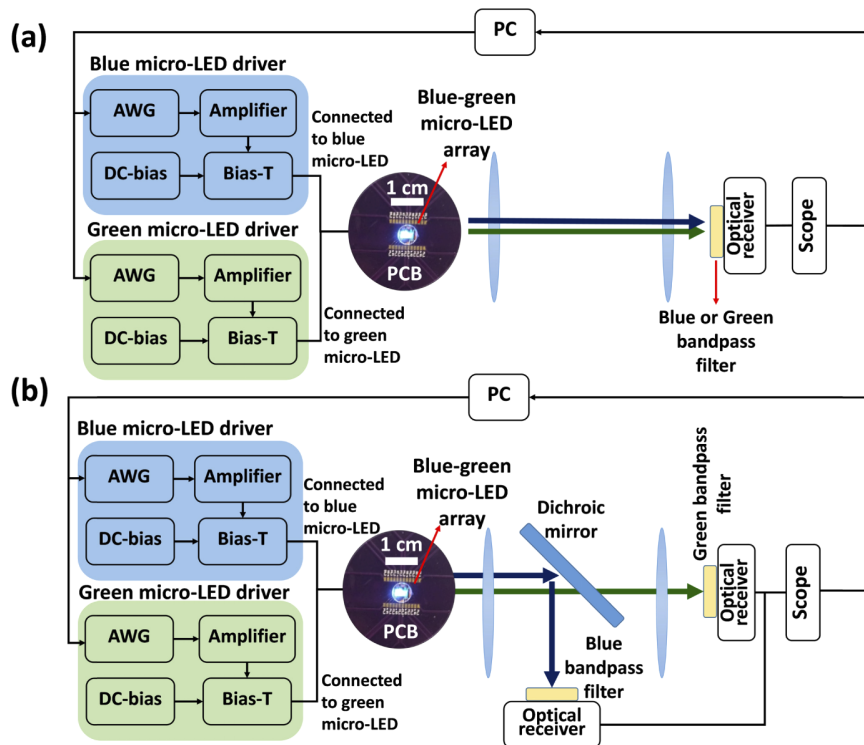 (a)
PC
Blue micro-LED driver
AWG
Amplifier
DC-bias
Bias-T
Connected
to blue
micro-LED
Green micro-LED driver
AWG
Amplifier
DC-bias
Bias-T
Connected
to green
micro-LED
Blue-green
micro-LED
array
1 cm
PCB
Optical
receiver
Scope
Blue or Green
bandpass
filter
(b)
PC
Blue micro-LED driver
AWG
Amplifier
DC-bias
Bias-T
Connected
to blue
micro-LED
Green micro-LED driver
AWG
Amplifier
DC-bias
Bias-T
Connected
to green
micro-LED
Blue-green
micro-LED
array
1 cm
PCB
Dichroic
mirror
Green bandpass
filter
Optical
receiver
Scope
Blue
bandpass
filter
Optical
receiver